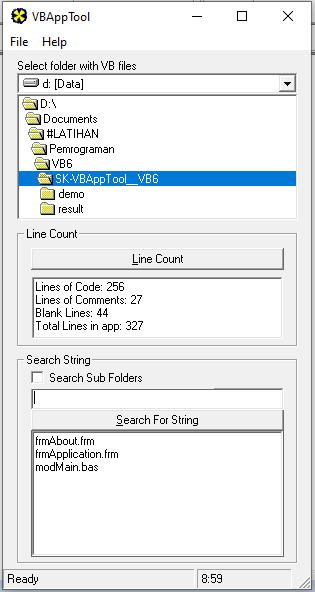 VBAppTool
File Help
Select folder with VB files
d: [Data]
D:\
Documents
#LATIHAN
Pemrograman
VB6
SK-VBAppTool__VB6
demo
result
Line Count
Line Count
Lines of Code: 256
Lines of Comments: 27
Blank Lines: 44
Total Lines in app: 327
Search String
Search Sub Folders
Search For String
frmAbout.frm
frmApplication.frm
modMain.bas
Ready 8:59